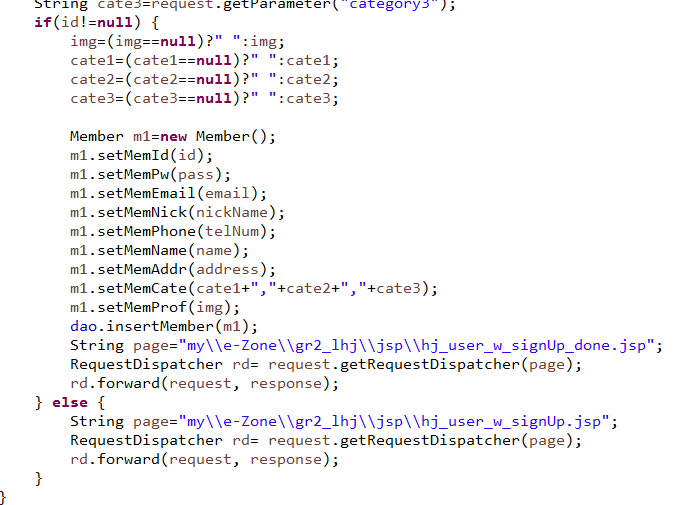 String cate3=request.getParameter("category3");
if(id!=null) {
img=(img==null)?" ":img;
cate1=(cate1==null)?" ":cate1;
cate2=(cate2==null)?" ":cate2;
cate3=(cate3==null)?" ":cate3;
Member m1=new Member();
m1.setMemId(id);
m1.setMemPw(pass);
m1.setMemEmail(email);
m1.setMemNick(nickName);
m1.setMemPhone(telNum);
m1.setMemName(name);
m1.setMemAddr(address);
m1.setMemCate(cate1+","+cate2+","+cate3);
m1.setMemProf(img);
dao.insertMember(m1);
String page="my\\e-Zone\\gr2_lhj\\jsp\\hj_user_w_signUp_done.jsp";
RequestDispatcher rd= request.getRequestDispatcher(page);
rd.forward(request, response);
} else {
String page="my\\e-Zone\\gr2_lhj\\jsp\\hj_user_w_signUp.jsp";
RequestDispatcher rd= request.getRequestDispatcher(page);
rd.forward(request, response);
}
}